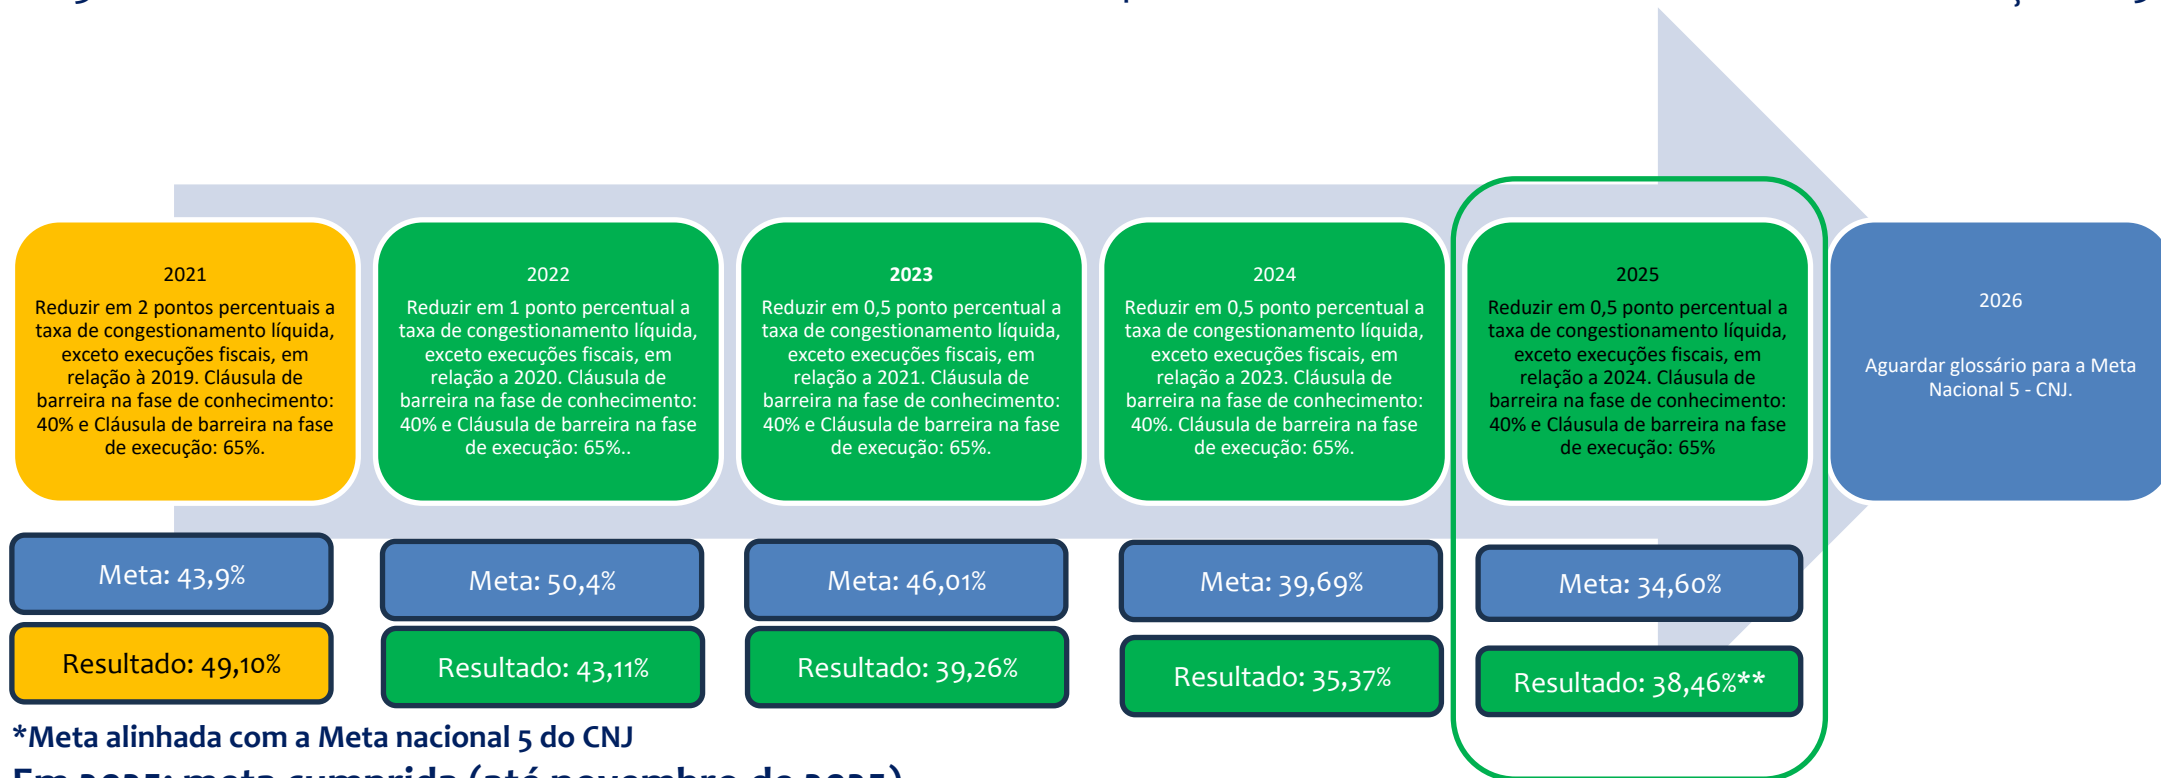 2021
Reduzir em 2 pontos percentuais a
taxa de congestionamento líquida,
exceto execuções fiscais, em
relação à 2019. Cláusula de
barreira na fase de conhecimento:
40% e Cláusula de barreira na fase
de execução: 65%.
2022
Reduzir em 1 ponto percentual a
taxa de congestionamento líquida,
exceto execuções fiscais, em
relação a 2020. Cláusula de
barreira na fase de conhecimento:
40% e Cláusula de barreira na fase
de execução: 65%..
2023
Reduzir em 0,5 ponto percentual a
taxa de congestionamento líquida,
exceto execuções fiscais, em
relação a 2021. Cláusula de
barreira na fase de conhecimento:
40% e Cláusula de barreira na fase
de execução: 65%.
2024
Reduzir em 0,5 ponto percentual a
taxa de congestionamento líquida,
exceto execuções fiscais, em
relação a 2023. Cláusula de
barreira na fase de conhecimento:
40%. Cláusula de barreira na fase
de execução: 65%.
2025
Reduzir em 0,5 ponto percentual a
taxa de congestionamento líquida,
exceto execuções fiscais, em
relação a 2024. Cláusula de
barreira na fase de conhecimento:
40% e Cláusula de barreira na fase
de execução: 65%
2026
Aguardar glossário para a Meta
Nacional 5 - CNJ.
Meta: 43,9%
Meta: 50,4%
Meta: 46,01%
Meta: 39,69%
Meta: 34,60%
Resultado: 49,10%
Resultado: 43,11%
Resultado: 39,26%
Resultado: 35,37%
Resultado: 38,46%**
*Meta alinhada com a Meta nacional 5 do CNJ
Em 2025: meta cumprida (até novembro de 2025)